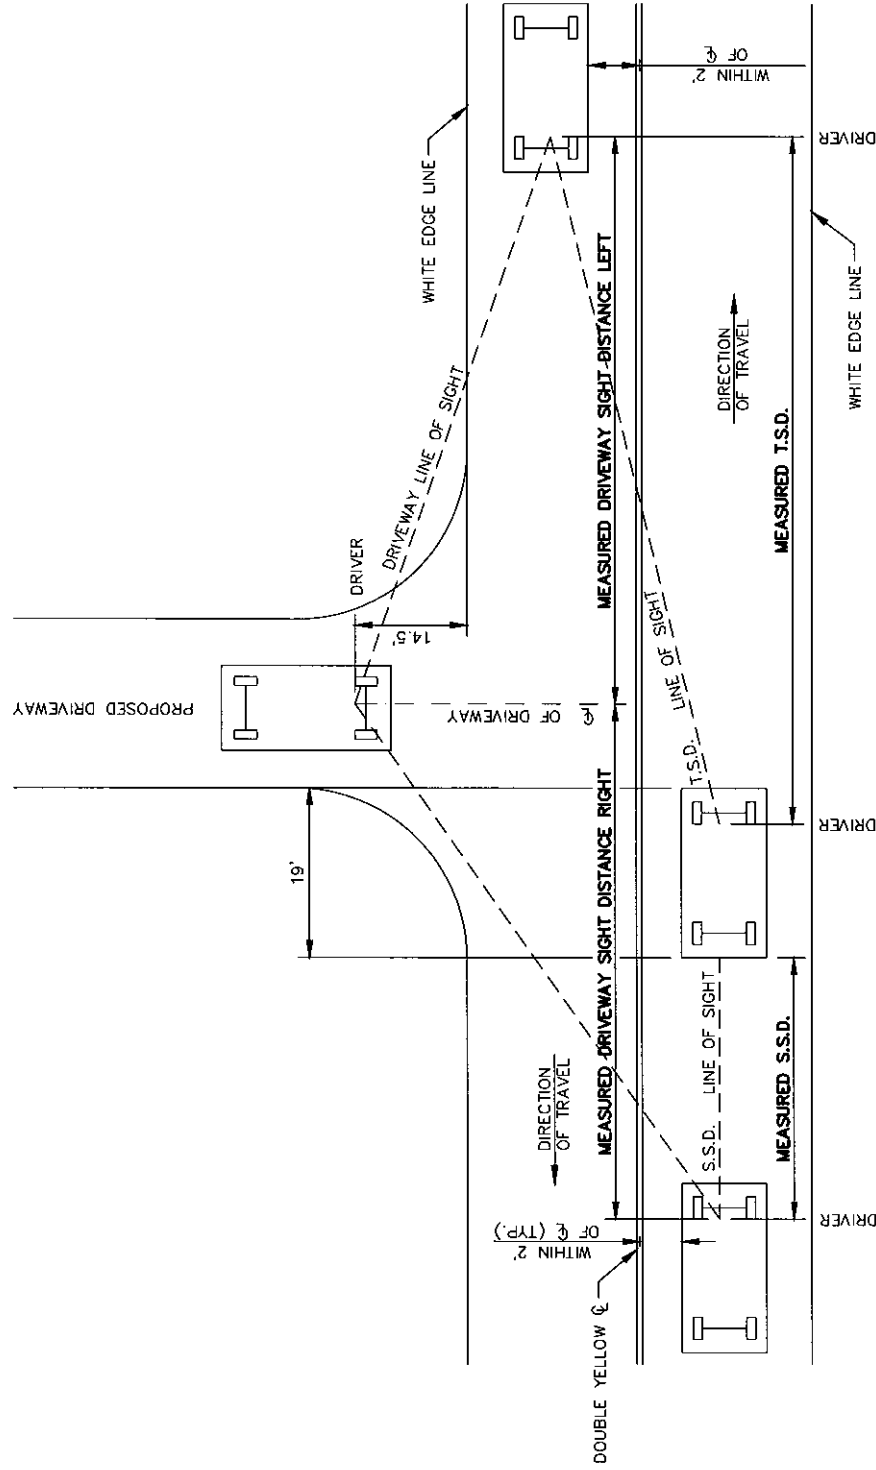 WITHIN 2'
OF ℄
WHITE EDGE LINE
DRIVER
MEASURED DRIVEWAY SIGHT DISTANCE LEFT
DRIVEWAY LINE OF SIGHT
DIRECTION
OF TRAVEL
WHITE EDGE LINE
MEASURED T.S.D.
DRIVER
14.5'
PROPOSED DRIVEWAY
℄ OF DRIVEWAY
T.S.D. LINE OF SIGHT
DRIVER
19'
MEASURED DRIVEWAY SIGHT DISTANCE RIGHT
S.S.D. LINE OF SIGHT
MEASURED S.S.D.
DIRECTION
OF TRAVEL
DRIVER
WITHIN 2'
OF ℄ (TYP.)
DOUBLE YELLOW ℄